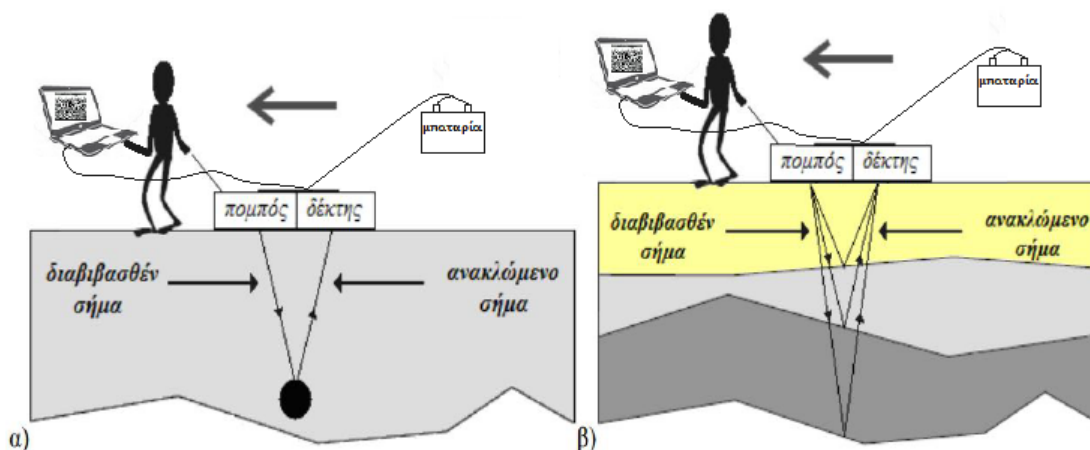 μπαταρία
πομπός
δέκτης
διαβιβασθέν
σήμα
ανακλώμενο
σήμα
α)
μπαταρία
πομπός
δέκτης
διαβιβασθέν
σήμα
ανακλώμενο
σήμα
β)